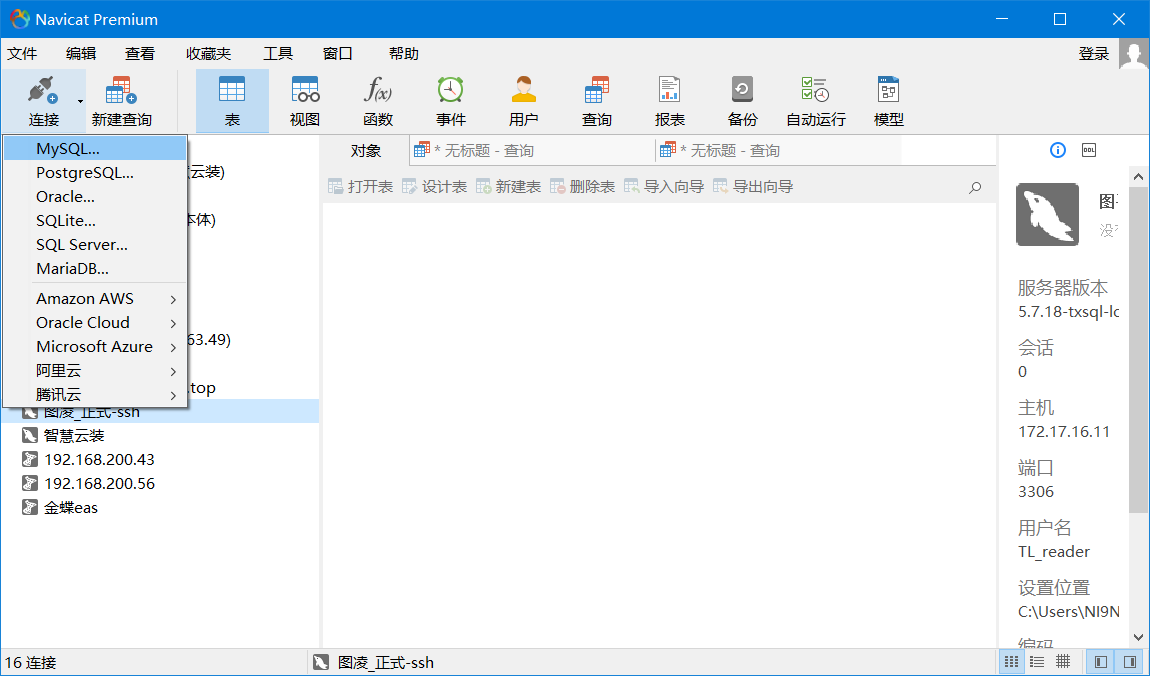 Navicat Premium
文件 编辑 查看 收藏夹 工具 窗口 帮助 登录
连接 新建查询 表 视图 函数 事件 用户 查询 报表 备份 自动运行 模型
MySQL...
PostgreSQL...
Oracle...
SQLite...
SQL Server...
MariaDB...
Amazon AWS
Oracle Cloud
Microsoft Azure
阿里云
腾讯云
云装)
体)
63.49)
.top
图凌_正式-ssh
智慧云装
192.168.200.43
192.168.200.56
金蝶eas
对象 * 无标题 - 查询 * 无标题 - 查询
打开表 设计表 新建表 删除表 导入向导 导出向导
DDL
图
没
服务器版本
5.7.18-txsql-lo
会话
0
主机
172.17.16.11
端口
3306
用户名
TL_reader
设置位置
C:\Users\NI9N
编码
16 连接 图凌_正式-ssh